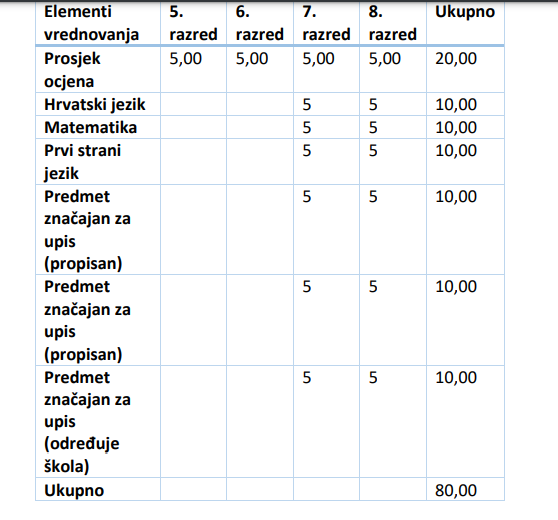 Elementi vrednovanja 5. razred 6. razred 7. razred 8. razred Ukupno
Prosjek ocjena 5,00 5,00 5,00 5,00 20,00
Hrvatski jezik 5 5 10,00
Matematika 5 5 10,00
Prvi strani jezik 5 5 10,00
Predmet značajan za upis (propisan) 5 5 10,00
Predmet značajan za upis (propisan) 5 5 10,00
Predmet značajan za upis (određuje škola) 5 5 10,00
Ukupno 80,00